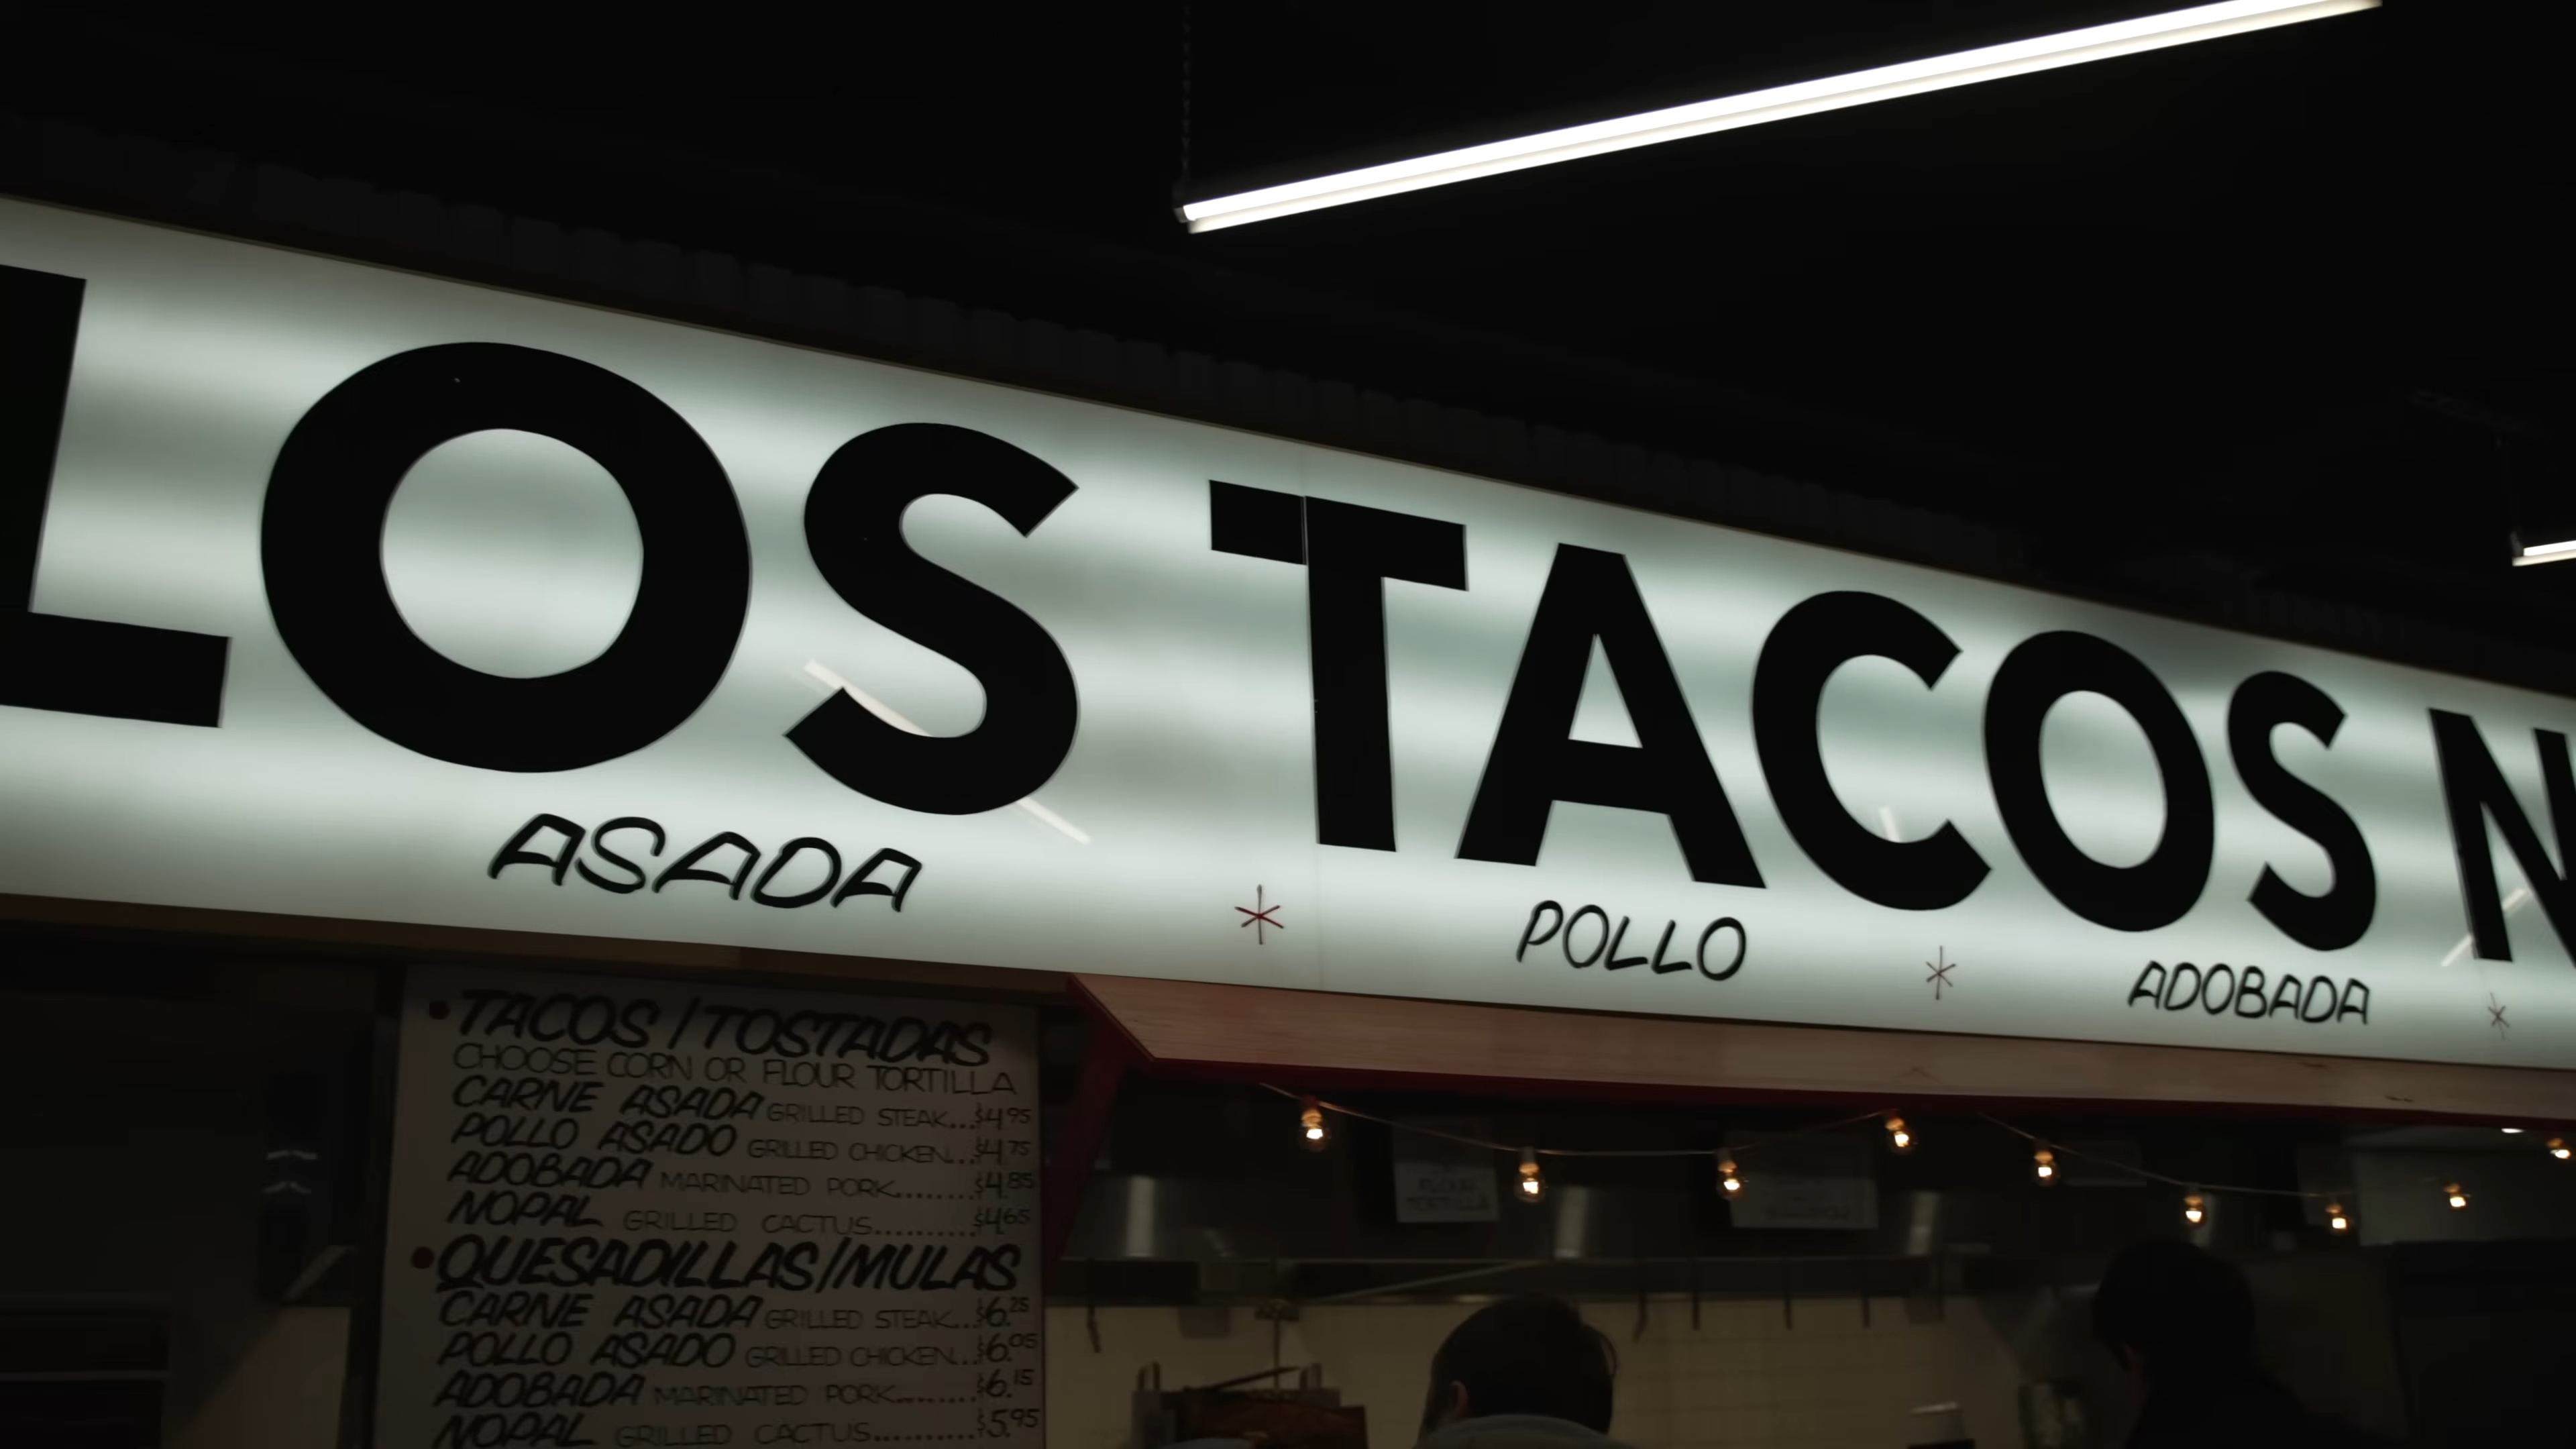 LOS TACOS N
ASADA * POLLO * ADOBADA *
TACOS/TOSTADAS
CHOOSE CORN OR FLOUR TORTILLA
CARNE ASADA GRILLED STEAK...$4.95
POLLO ASADO GRILLED CHICKEN...$4.75
ADOBADA MARINATED PORK........$4.85
NOPAL GRILLED CACTUS..........$4.65
QUESADILLAS/MULAS
CARNE ASADA GRILLED STEAK...$6.25
POLLO ASADO GRILLED CHICKEN...$6.05
ADOBADA MARINATED PORK........$6.15
NOPAL GRILLED CACTUS..........$5.95
TORTILLA